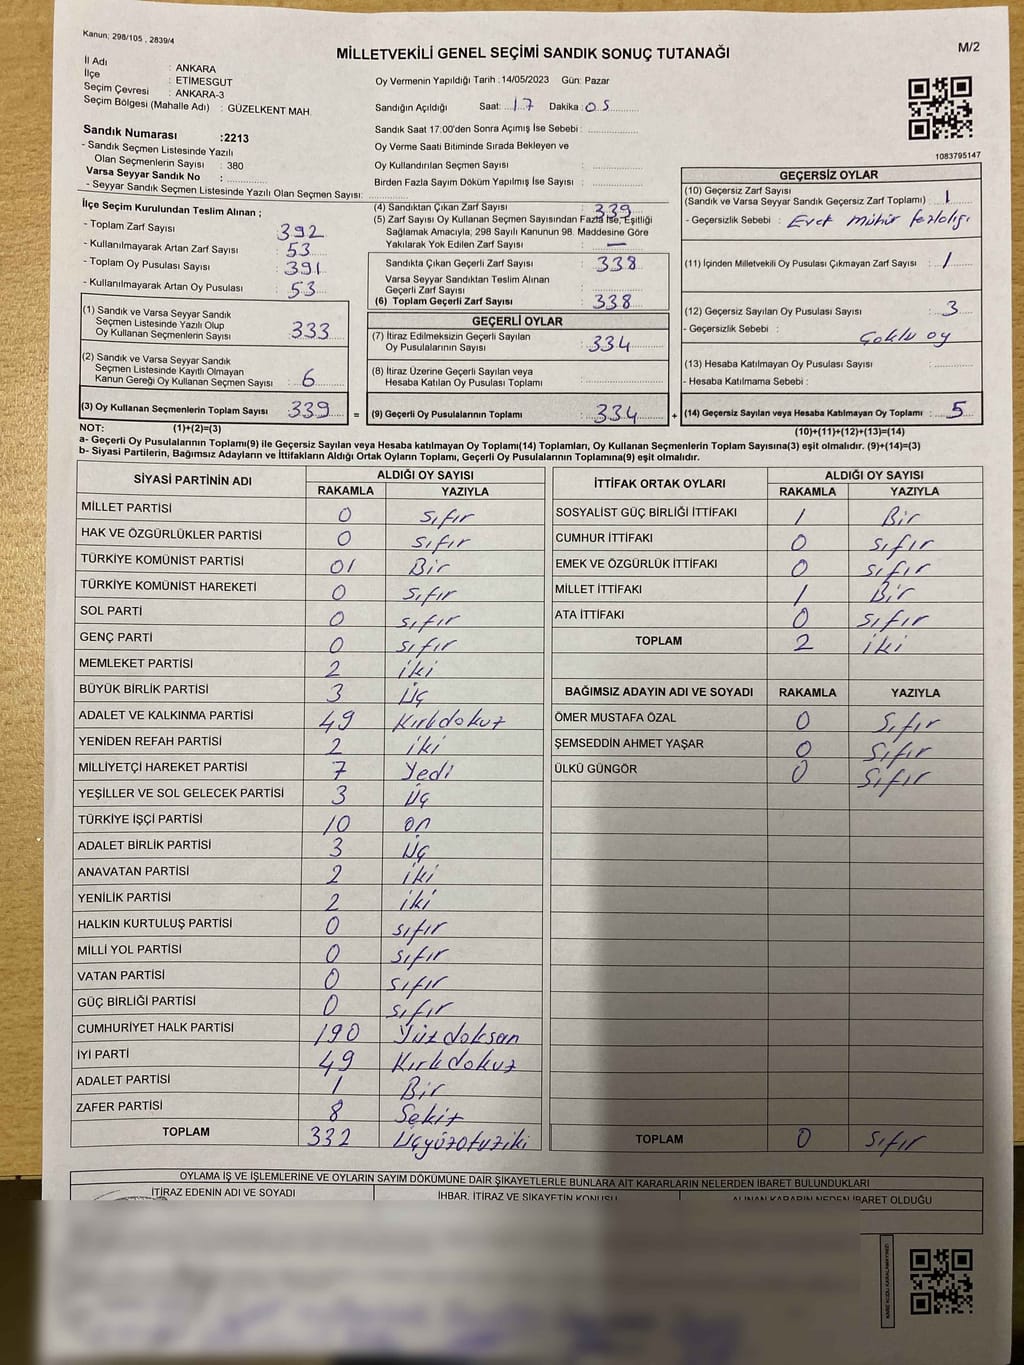 Kanun; 298/105 , 2839/4
MİLLETVEKİLİ GENEL SEÇİMİ SANDIK SONUÇ TUTANAĞI
M/2
İl Adı : ANKARA
İlçe : ETİMESGUT
Seçim Çevresi : ANKARA-3
Seçim Bölgesi (Mahalle Adı) : GÜZELKENT MAH.
Oy Vermenin Yapıldığı Tarih : 14/05/2023 Gün: Pazar
Sandığın Açıldığı Saat: 17 Dakika: 05
Sandık Saat 17:00'den Sonra Açımış İse Sebebi :
Oy Verme Saati Bitiminde Sırada Bekleyen ve
Oy Kullandırılan Seçmen Sayısı :
Birden Fazla Sayım Döküm Yapılmış İse Sayısı :
Sandık Numarası :2213
- Sandık Seçmen Listesinde Yazılı
Olan Seçmenlerin Sayısı : 380
Varsa Seyyar Sandık No :
- Seyyar Sandık Seçmen Listesinde Yazılı Olan Seçmen Sayısı:
1083795147
İlçe Seçim Kurulundan Teslim Alınan ;
- Toplam Zarf Sayısı : 392
- Kullanılmayarak Artan Zarf Sayısı : 53
- Toplam Oy Pusulası Sayısı : 391
- Kullanılmayarak Artan Oy Pusulası : 53
(1) Sandık ve Varsa Seyyar Sandık
Seçmen Listesinde Yazılı Olup
Oy Kullanan Seçmenlerin Sayısı : 333
(2) Sandık ve Varsa Seyyar Sandık
Seçmen Listesinde Kayıtlı Olmayan
Kanun Gereği Oy Kullanan Seçmen Sayısı : 6
(3) Oy Kullanan Seçmenlerin Toplam Sayısı : 339 =
(4) Sandıktan Çıkan Zarf Sayısı : 339
(5) Zarf Sayısı Oy Kullanan Seçmen Sayısından Fazla İse, Eşitliği
Sağlamak Amacıyla; 298 Sayılı Kanunun 98. Maddesine Göre
Yakılarak Yok Edilen Zarf Sayısı : —
Sandıkta Çıkan Geçerli Zarf Sayısı : 338
Varsa Seyyar Sandıktan Teslim Alınan
Geçerli Zarf Sayısı :
(6) Toplam Geçerli Zarf Sayısı : 338
GEÇERLİ OYLAR
(7) İtiraz Edilmeksizin Geçerli Sayılan
Oy Pusulalarının Sayısı : 334
(8) İtiraz Üzerine Geçerli Sayılan veya
Hesaba Katılan Oy Pusulası Toplamı :
(9) Geçerli Oy Pusulalarının Toplamı : 334 +
GEÇERSİZ OYLAR
(10) Geçersiz Zarf Sayısı
(Sandık ve Varsa Seyyar Sandık Geçersiz Zarf Toplamı) : 1
- Geçersizlik Sebebi : Evet mühür fazlalığı
(11) İçinden Milletvekili Oy Pusulası Çıkmayan Zarf Sayısı : 1
(12) Geçersiz Sayılan Oy Pusulası Sayısı : 3
- Geçersizlik Sebebi : Çoklu oy
(13) Hesaba Katılmayan Oy Pusulası Sayısı :
- Hesaba Katılmama Sebebi :
(14) Geçersiz Sayılan veya Hesaba Katılmayan Oy Toplamı : 5
NOT: (1)+(2)=(3) (10)+(11)+(12)+(13)=(14)
a- Geçerli Oy Pusulalarının Toplamı(9) ile Geçersiz Sayılan veya Hesaba katılmayan Oy Toplamı(14) Toplamları, Oy Kullanan Seçmenlerin Toplam Sayısına(3) eşit olmalıdır. (9)+(14)=(3)
b- Siyasi Partilerin, Bağımsız Adayların ve İttifakların Aldığı Ortak Oyların Toplamı, Geçerli Oy Pusulalarının Toplamına(9) eşit olmalıdır.
SİYASİ PARTİNİN ADI ALDIĞI OY SAYISI
RAKAMLA YAZIYLA
MİLLET PARTİSİ 0 Sıfır
HAK VE ÖZGÜRLÜKLER PARTİSİ 0 Sıfır
TÜRKİYE KOMÜNİST PARTİSİ 01 Bir
TÜRKİYE KOMÜNİST HAREKETİ 0 Sıfır
SOL PARTİ 0 Sıfır
GENÇ PARTİ 0 Sıfır
MEMLEKET PARTİSİ 2 iki
BÜYÜK BİRLİK PARTİSİ 3 Üç
ADALET VE KALKINMA PARTİSİ 49 Kırkdokuz
YENİDEN REFAH PARTİSİ 2 iki
MİLLİYETÇİ HAREKET PARTİSİ 7 Yedi
YEŞİLLER VE SOL GELECEK PARTİSİ 3 Üç
TÜRKİYE İŞÇİ PARTİSİ 10 on
ADALET BİRLİK PARTİSİ 3 Üç
ANAVATAN PARTİSİ 2 iki
YENİLİK PARTİSİ 2 iki
HALKIN KURTULUŞ PARTİSİ 0 sıfır
MİLLİ YOL PARTİSİ 0 sıfır
VATAN PARTİSİ 0 sıfır
GÜÇ BİRLİĞİ PARTİSİ 0 sıfır
CUMHURİYET HALK PARTİSİ 190 Yüzdoksan
İYİ PARTİ 49 Kırkdokuz
ADALET PARTİSİ 1 Bir
ZAFER PARTİSİ 8 Sekiz
TOPLAM 332 Üçyüzotuziki
İTTİFAK ORTAK OYLARI ALDIĞI OY SAYISI
RAKAMLA YAZIYLA
SOSYALİST GÜÇ BİRLİĞİ İTTİFAKI 1 Bir
CUMHUR İTTİFAKI 0 sıfır
EMEK VE ÖZGÜRLÜK İTTİFAKI 0 sıfır
MİLLET İTTİFAKI 1 Bir
ATA İTTİFAKI 0 sıfır
TOPLAM 2 iki
BAĞIMSIZ ADAYIN ADI VE SOYADI RAKAMLA YAZIYLA
ÖMER MUSTAFA ÖZAL 0 Sıfır
ŞEMSEDDİN AHMET YAŞAR 0 Sıfır
ÜLKÜ GÜNGÖR 0 Sıfır
TOPLAM 0 Sıfır
OYLAMA İŞ VE İŞLEMLERİNE VE OYLARIN SAYIM DÖKÜMÜNE DAİR ŞİKAYETLERLE BUNLARA AİT KARARLARIN NELERDEN İBARET BULUNDUKLARI
İTİRAZ EDENİN ADI VE SOYADI İHBAR, İTİRAZ VE ŞİKAYETİN KONUSU ALINAN KARARIN NEDEN İBARET OLDUĞU